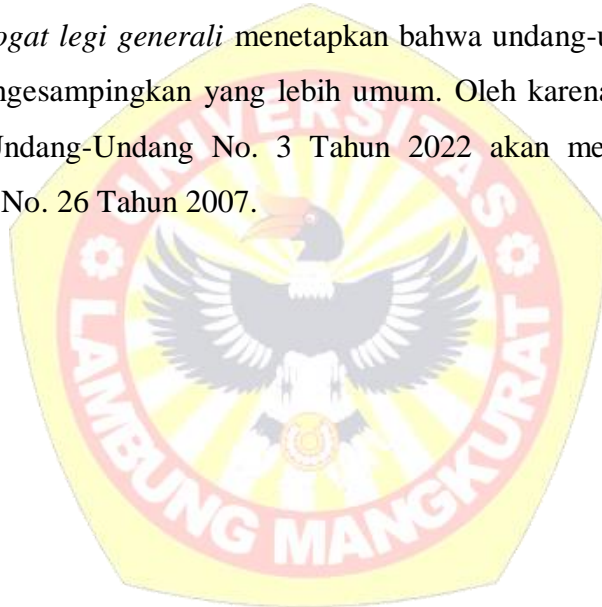 ogat legi generali menetapkan bahwa undang-u
ngesampingkan yang lebih umum. Oleh karena
Undang-Undang No. 3 Tahun 2022 akan me
No. 26 Tahun 2007.
UNIVERSITAS
LAMBUNG MANGKURAT